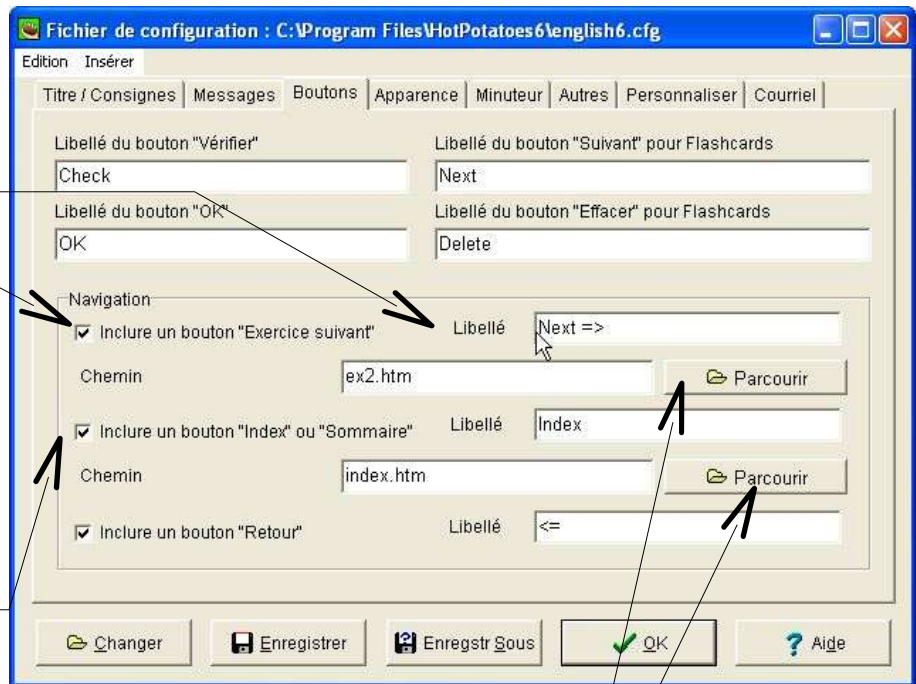 Fichier de configuration : C:\Program Files\HotPotatoes6\english6.cfg
Edition Insérer
Titre / Consignes Messages Boutons Apparence Minuteur Autres Personnaliser Courriel
Libellé du bouton "Vérifier" Libellé du bouton "Suivant" pour Flashcards
Check Next
Libellé du bouton "OK" Libellé du bouton "Effacer" pour Flashcards
OK Delete
Navigation
Inclure un bouton "Exercice suivant" Libellé Next =>
Chemin ex2.htm Parcourir
Inclure un bouton "Index" ou "Sommaire" Libellé Index
Chemin index.htm Parcourir
Inclure un bouton "Retour" Libellé <=
Changer Enregistrer Enregstr Sous OK Aide